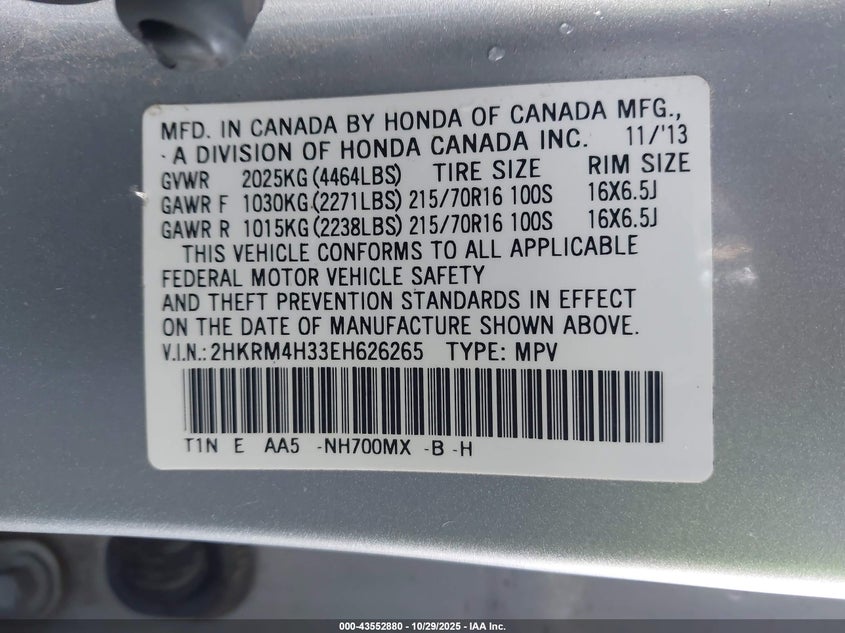 MFD. IN CANADA BY HONDA OF CANADA MFG.,
A DIVISION OF HONDA CANADA INC. 11/'13
GVWR 2025KG(4464LBS) TIRE SIZE RIM SIZE
GAWR F 1030KG(2271LBS) 215/70R16 100S 16X6.5J
GAWR R 1015KG(2238LBS) 215/70R16 100S 16X6.5J
THIS VEHICLE CONFORMS TO ALL APPLICABLE
FEDERAL MOTOR VEHICLE SAFETY
AND THEFT PREVENTION STANDARDS IN EFFECT
ON THE DATE OF MANUFACTURE SHOWN ABOVE.
V.I.N.: 2HKRM4H33EH626265 TYPE: MPV
T1N E AA5 -NH700MX -B -H
000-43552880 - 10/29/2025 - IAA Inc.